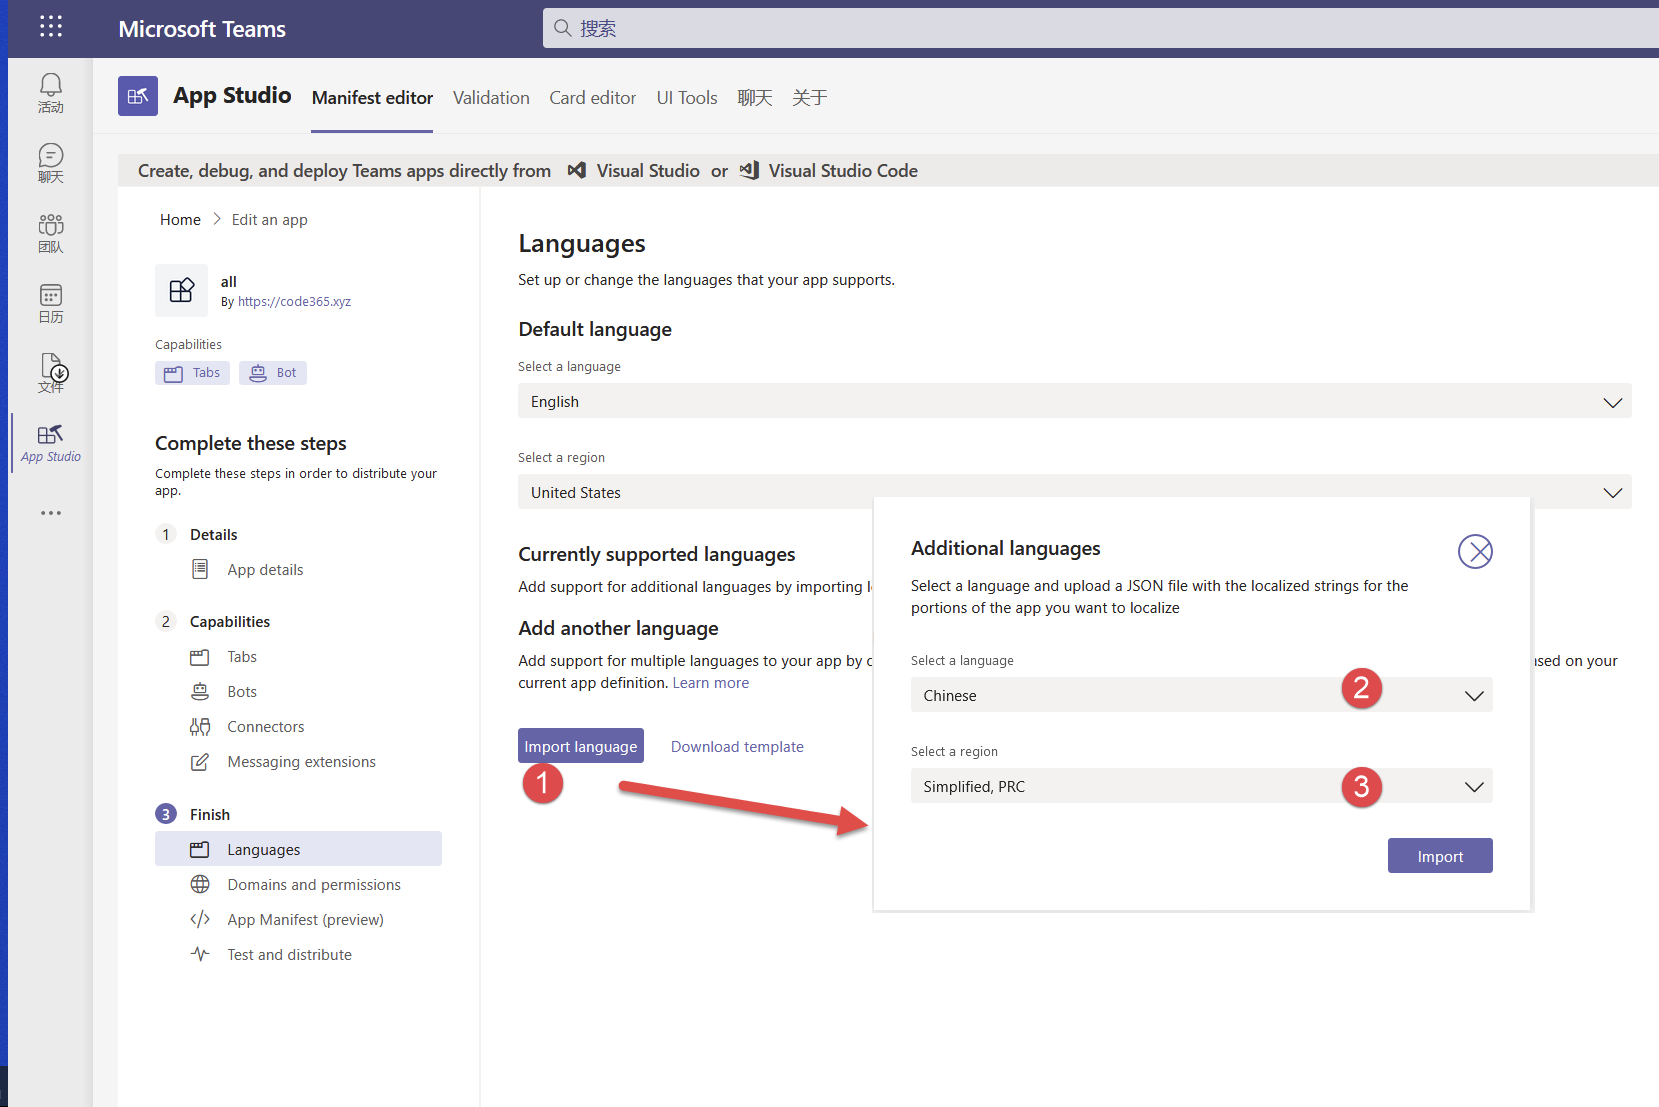 Microsoft Teams
搜索
活动
聊天
团队
日历
文件
App Studio
App Studio
Manifest editor
Validation
Card editor
UI Tools
聊天
关于
Create, debug, and deploy Teams apps directly from Visual Studio or Visual Studio Code
Home
Edit an app
all
By https://code365.xyz
Capabilities
Tabs
Bot
Complete these steps
Complete these steps in order to distribute your
app.
1 Details
App details
2 Capabilities
Tabs
Bots
Connectors
Messaging extensions
3 Finish
Languages
Domains and permissions
App Manifest (preview)
Test and distribute
Languages
Set up or change the languages that your app supports.
Default language
Select a language
English
Select a region
United States
Currently supported languages
Add support for additional languages by importing
Add another language
Add support for multiple languages to your app by
on your
current app definition. Learn more
Import language
Download template
1
Additional languages
Select a language and upload a JSON file with the localized strings for the
portions of the app you want to localize
Select a language
Chinese
2
Select a region
Simplified, PRC
3
Import